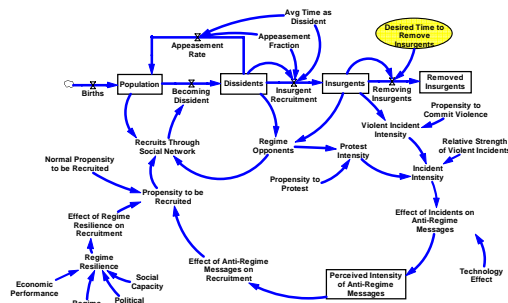 Avg Time as
Dissident
Desired Time to
Remove
Insurgents
Appeasement
Rate
Appeasement
Fraction
Births
Population
Becoming
Dissident
Dissidents
Insurgent
Recruitment
Insurgents
Removing
Insurgents
Removed
Insurgents
Propensity to
Commit Violence
Violent Incident
Intensity
Recruits Through
Social Network
Regime
Opponents
Protest
Intensity
Relative Strength
of Violent Incidents
Normal Propensity
to be Recruited
Propensity to
Protest
Incident
Intensity
Propensity to be
Recruited
Effect of Regime
Resilience on
Recruitment
Effect of Incidents on
Anti-Regime
Messages
Regime
Resilience
Effect of Anti-Regime
Messages on
Recruitment
Economic
Performance
Social
Capacity
Perceived Intensity
of Anti-Regime
Messages
Technology
Effect
Regime
Political